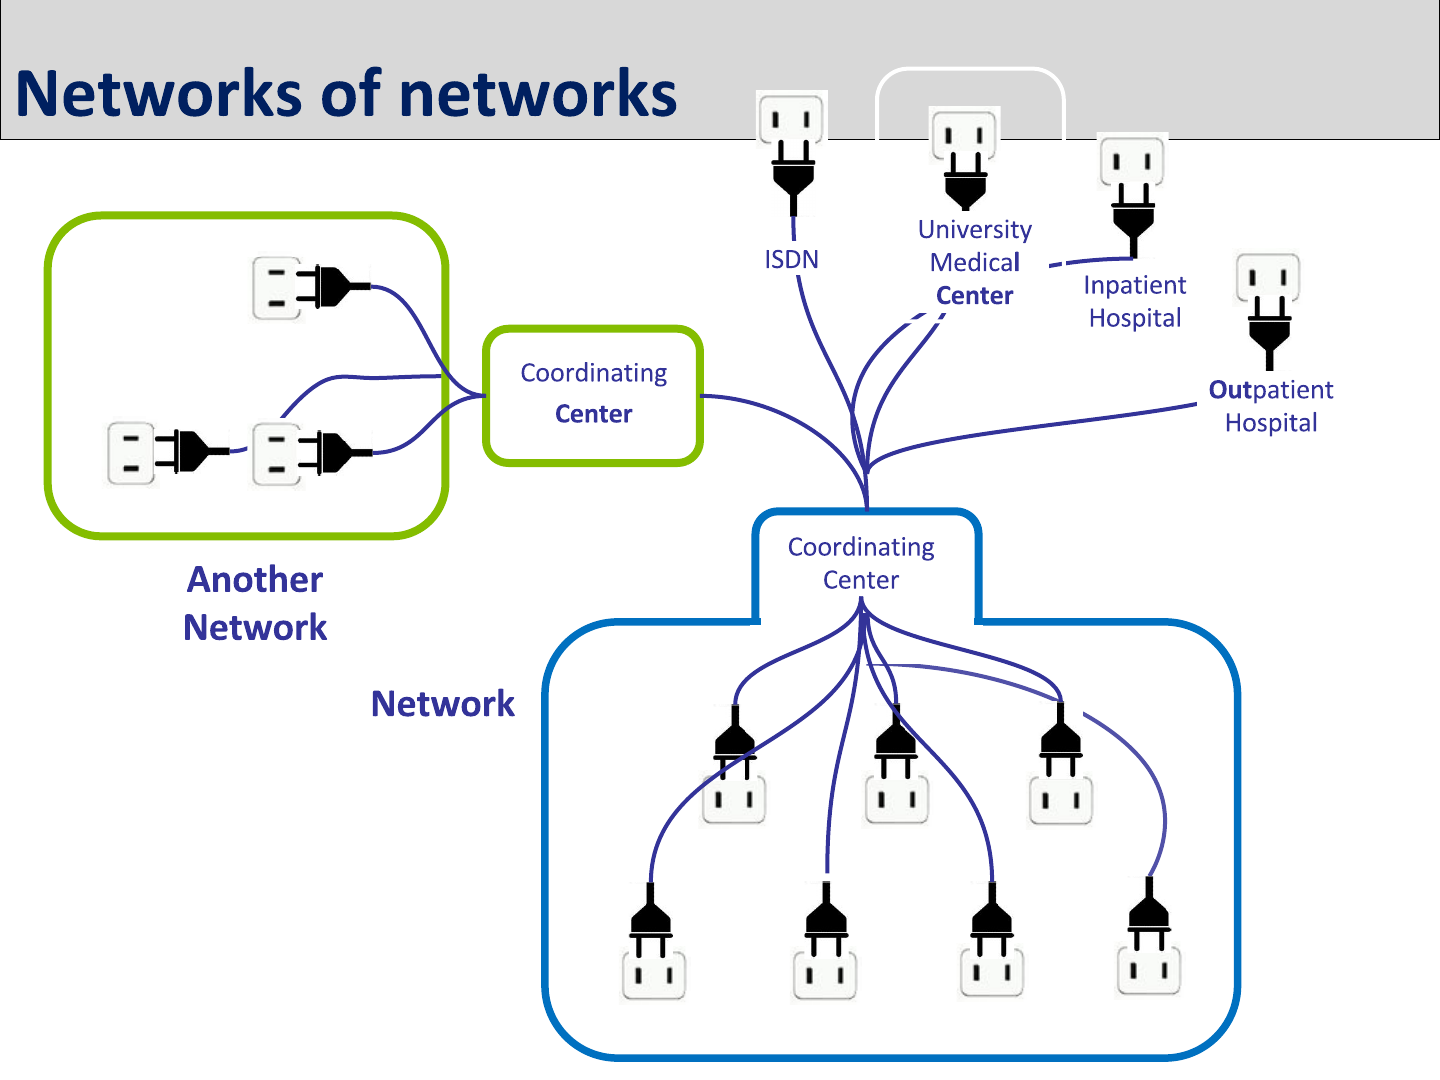 Networks of networks
ISDN
University
Medical
Center
Inpatient
Hospital
Outpatient
Hospital
Coordinating
Center
Another
Network
Coordinating
Center
Network